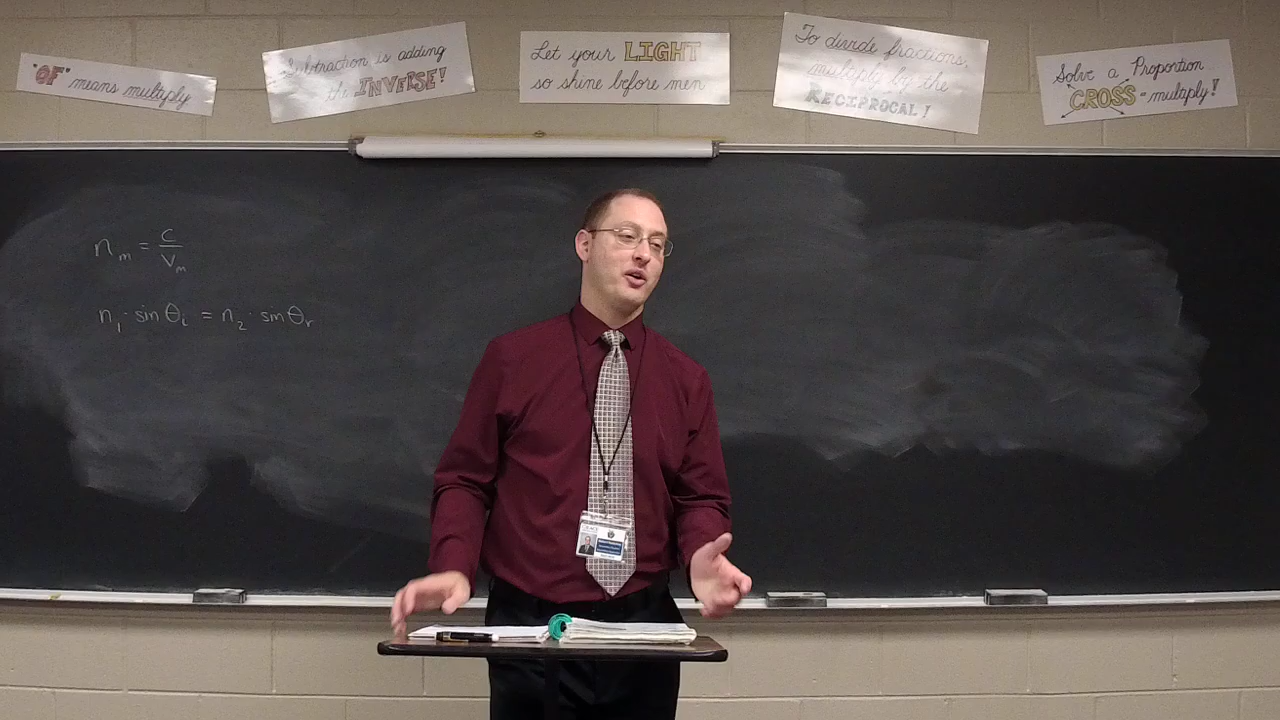 "OF" means multiply
Subtraction is adding
the INVERSE!
Let your LIGHT
so shine before men
To divide fractions,
multiply by the
RECIPROCAL!
Solve a Proportion
CROSS-multiply!
n_m = c/v_m
n_1 · sin θ_i = n_2 · sin θ_r